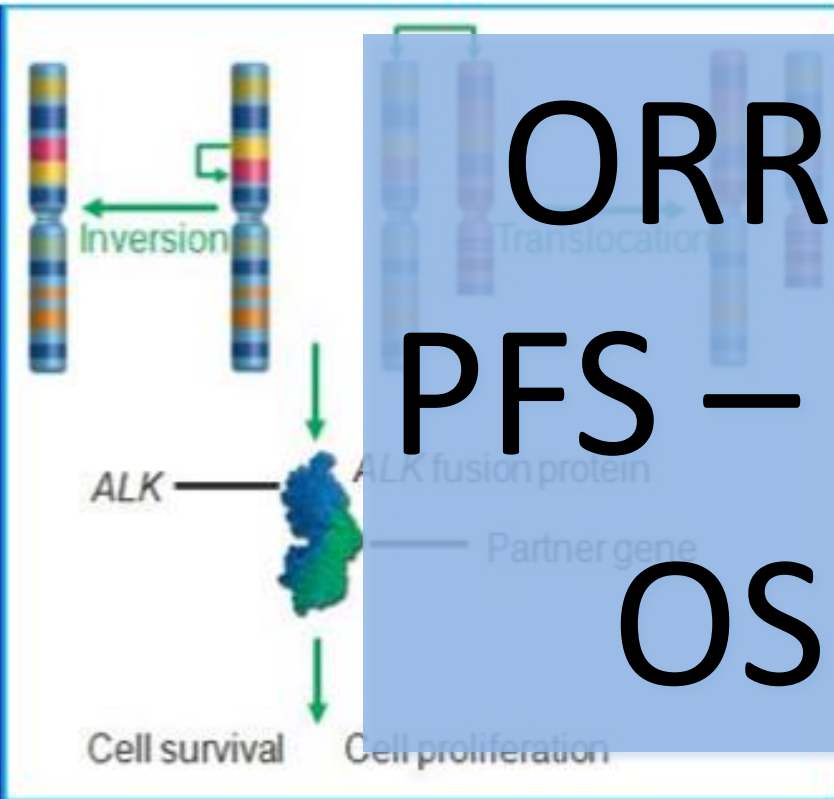 ORR
Inversion
Translocation
PFS –
ALK
ALK fusion protein
Partner gene
OS
Cell survival
Cell proliferation